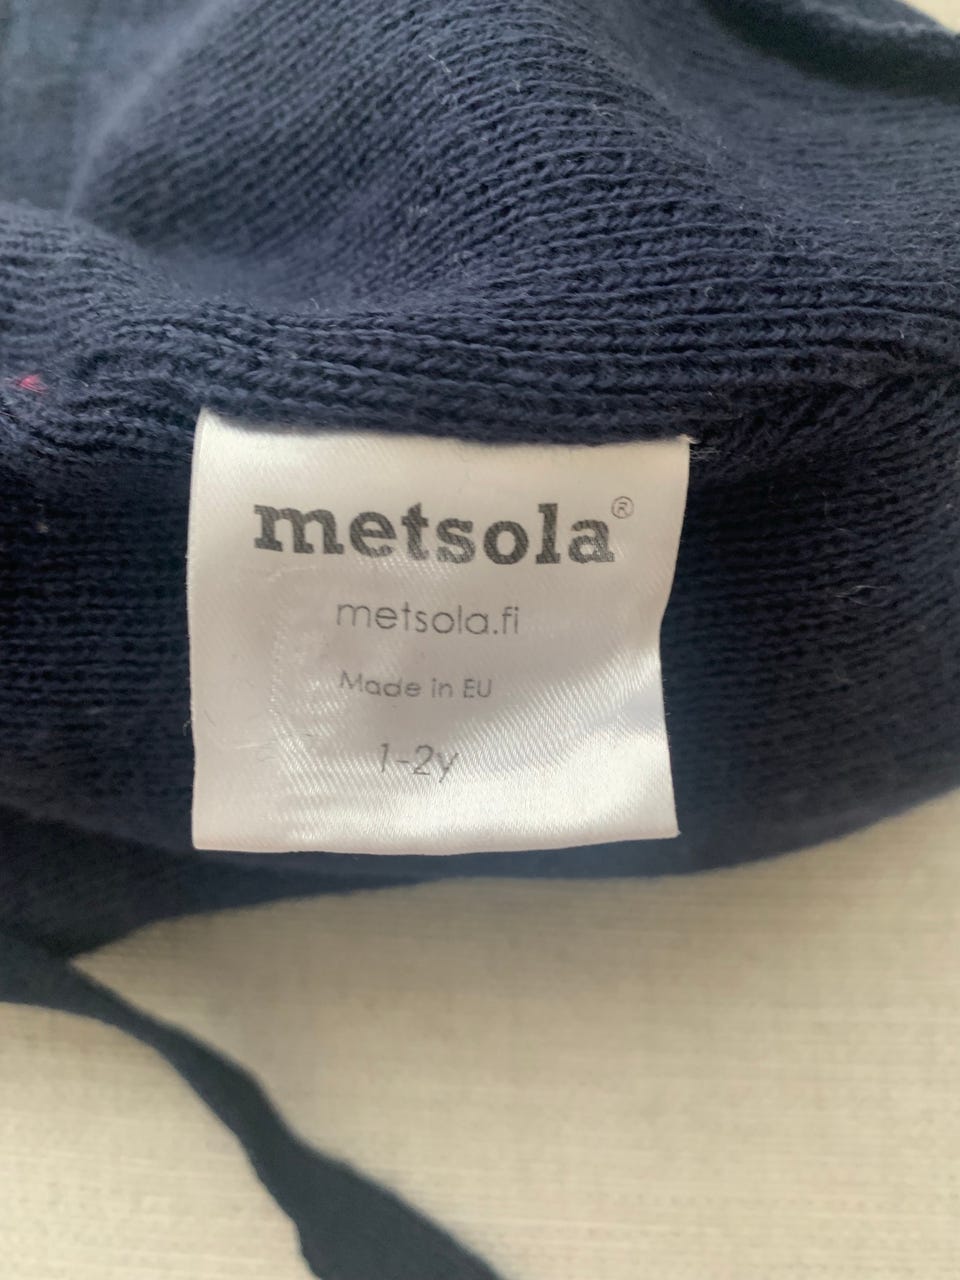 metsola®
metsola.fi
Made in EU
1-2y